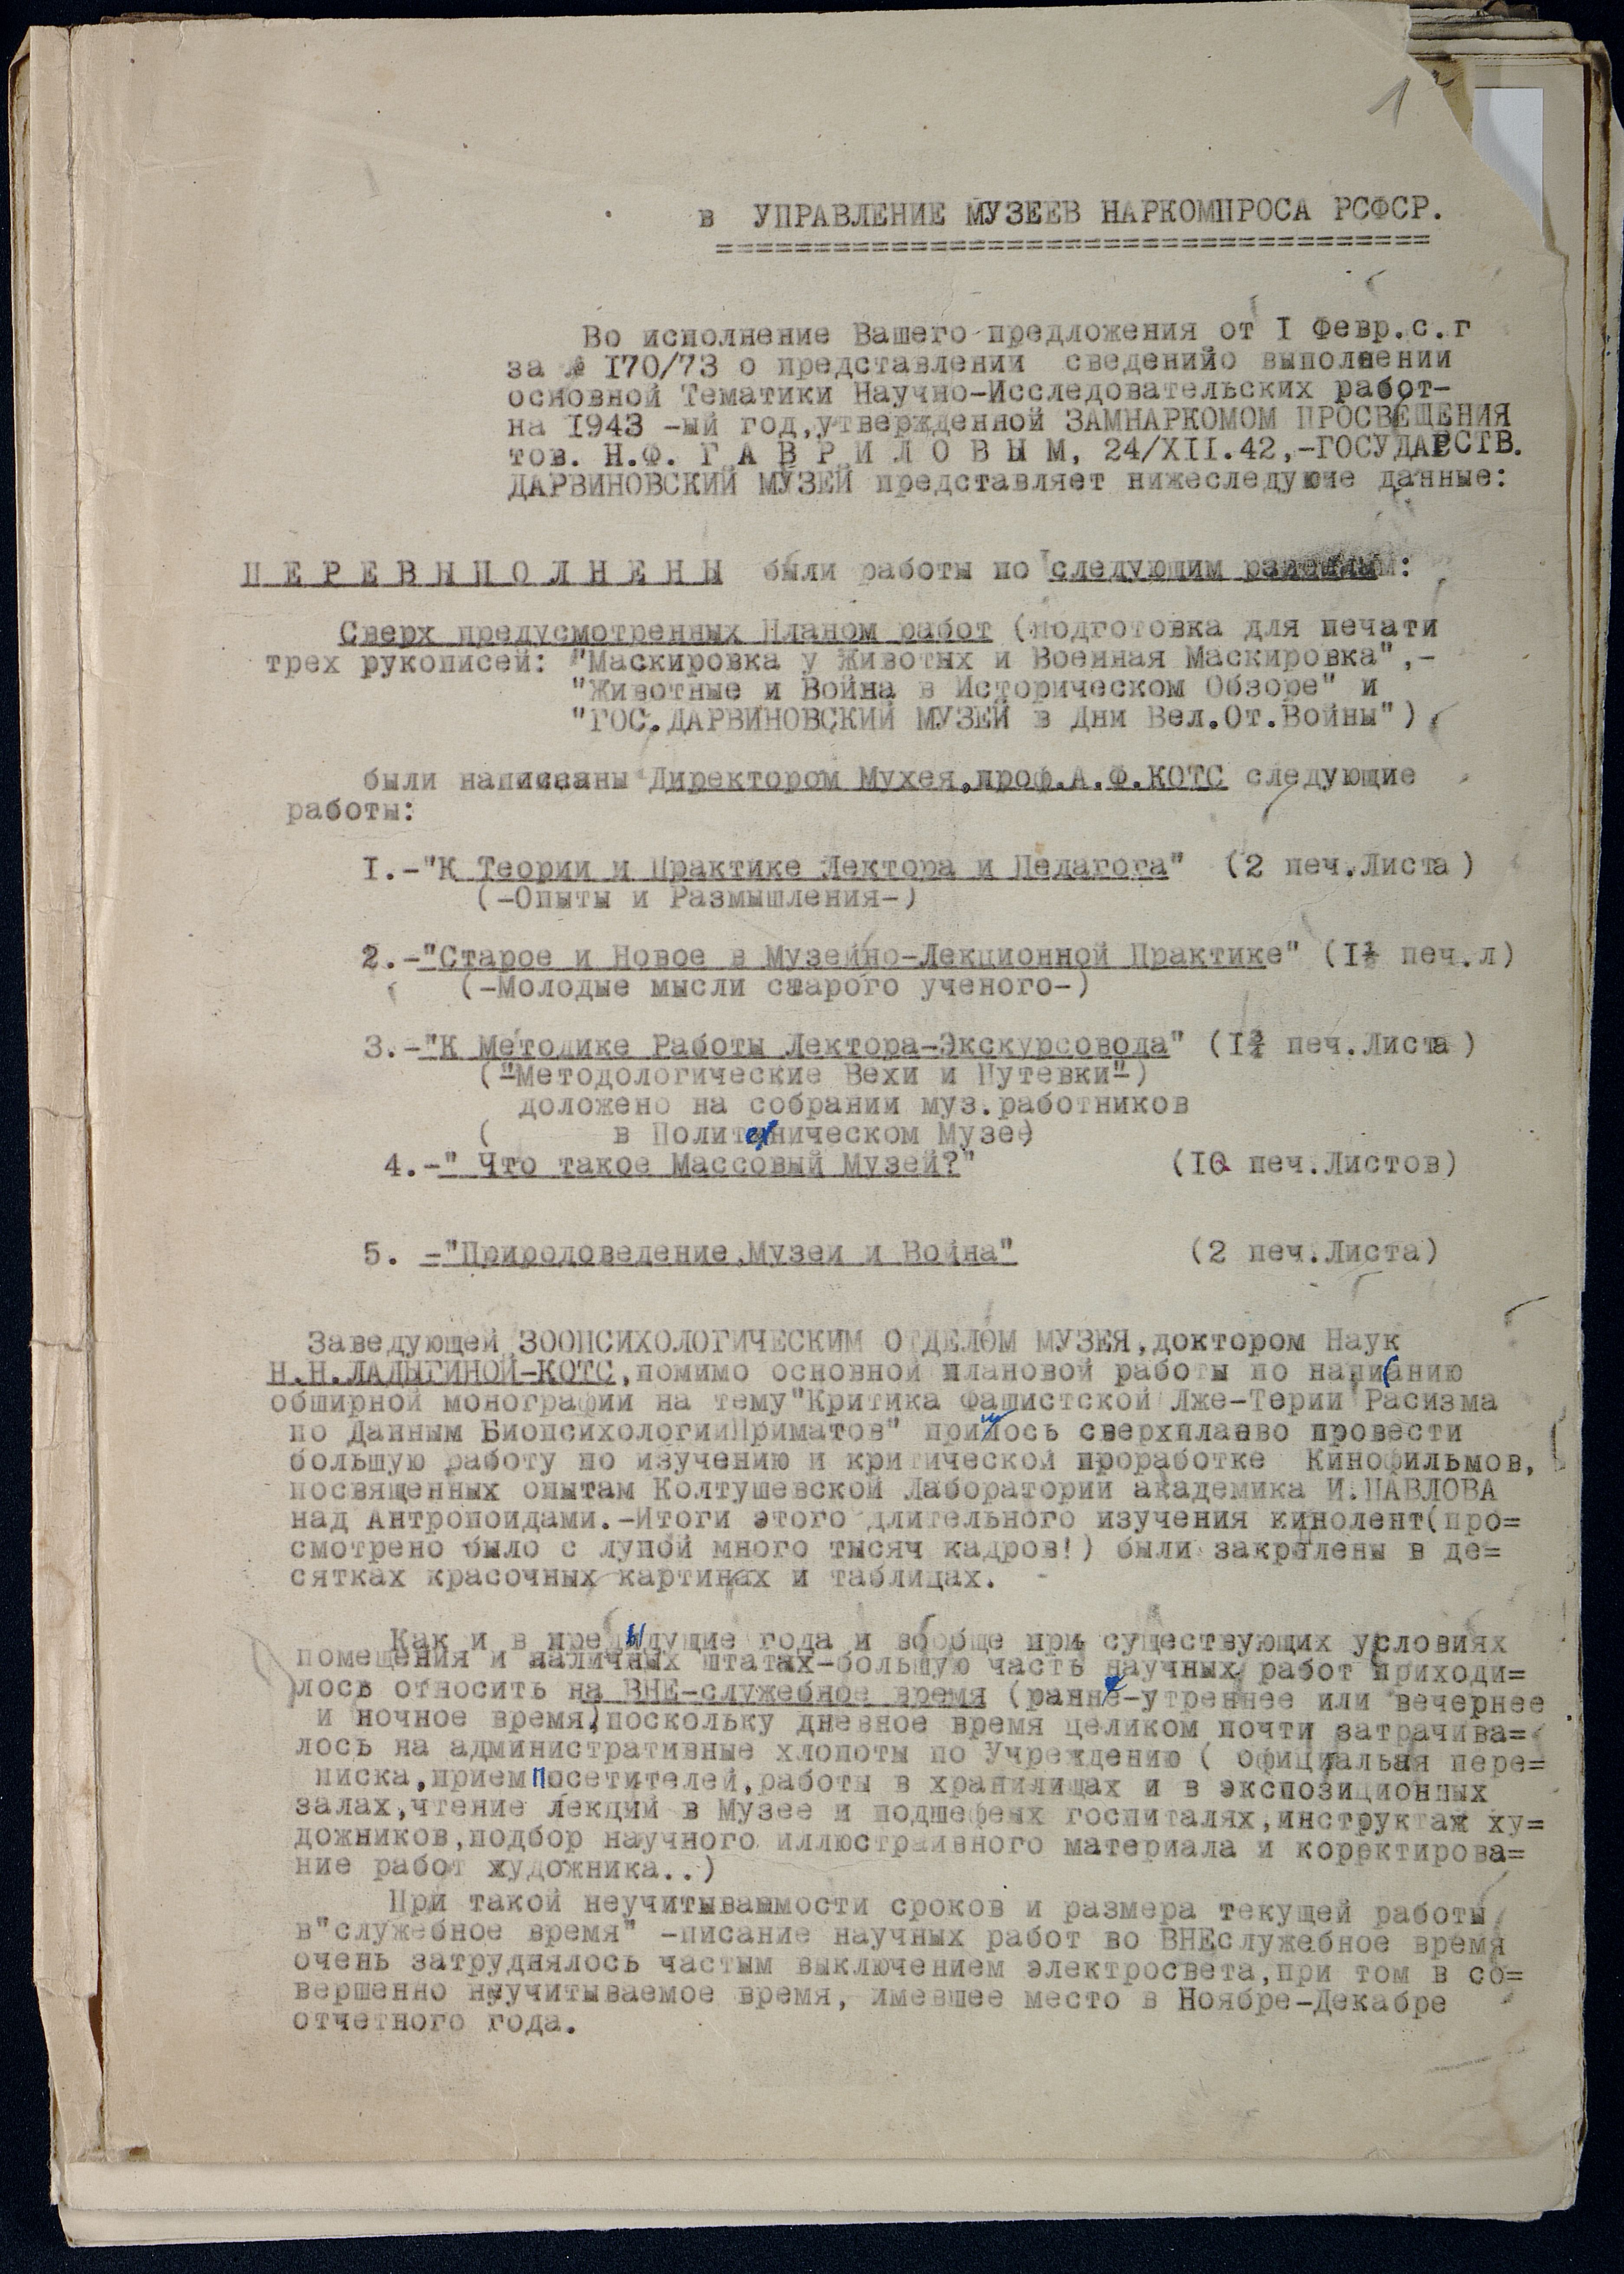 1
в УПРАВЛЕНИЕ МУЗЕЕВ НАРКОМПРОСА РСФСР.
=====================================
Во исполнение Вашего предложения от I Февр.с.г
за № I70/73 о представлении сведенийо выполнении
основной Тематики Научно-Исследовательских работ-
на I943 -ый год,утвержденной ЗАМНАРКОМОМ ПРОСВЕЩЕНИЯ
тов. Н.Ф. Г А В Р И Л О В Ы М, 24/XII.42,-ГОСУДАРСТВ.
ДАРВИНОВСКИЙ МУЗЕЙ представляет нижеследуюче данные:
П Е Р Е В Ы П О Л Н Е Н Ы были работы по следующим
Сверх предусмотренных Планом работ (подготовка для печати
трех рукописей: "Маскировка у Животных и Военная Маскировка",-
"Животные и Война в Историческом Обзоре" и
"ГОС.ДАРВИНОВСКИЙ МУЗЕЙ в Дни Вел.От.Войны")
были написаны Директором Мухея,проф.А.Ф.КОТС следующие
работы:
I.-"К Теории и Практике Лектора и Педагога" (2 печ.Листа)
(-Опыты и Размышления-)
2.-"Старое и Новое в Музейно-Лекционной Практике" (I½ печ.л)
(-Молодые мысли старого ученого-)
3.-"К Методике Работы Лектора-Экскурсовода" (I¾ печ.Листа)
("Методологические Вехи и Путевки")
доложено на собрании муз.работников
( в Политехническом Музее)
4.-" Что такое Массовый Музей?" (I0 печ.Листов)
5. -"Природоведение,Музеи и Война" (2 печ.Листа)
Заведующей ЗООПСИХОЛОГИЧЕСКИМ ОТДЕЛОМ МУЗЕЯ,доктором Наук
Н.Н.ЛАДЫГИНОЙ-КОТС,помимо основной плановой работы по написанию
обширной монографии на тему"Критика Фашистской Лже-Терии Расизма
по Данным БиопсихологииПриматов" пришлось сверхплавво провести
большую работу по изучению и критической проработке Кинофильмов,
посвященных опытам Колтушевской Лаборатории академика И.ПАВЛОВА
над Антропоидами.-Итоги этого длительного изучения кинолент(про=
смотрено было с лупой много тысяч кадров!) были закреплены в де=
сятках красочных картинах и таблицах.
Как и в предыдущие года и вообще при существующих условиях
помещения и наличных штатах-большую часть научных работ приходи=
лось относить на ВНЕ-служебное время (ранне-утреннее или вечернее
и ночное время)поскольку дневное время целиком почти затрачива=
лось на административные хлопоты по Учреждению ( официальная пере=
писка,прием посетителей,работы в хранилищах и в экспозиционных
залах,чтение лекций в Музее и подшефных госпиталях,инструктаж ху=
дожников,подбор научного иллюстраивного материала и корректирова=
ние работ художника..)
При такой неучитываемости сроков и размера текущей работы
в"служебное время" -писание научных работ во ВНЕслужебное время
очень затруднялось частым выключением электросвета,при том в со=
вершенно неучитываемое время, имевшее место в Ноябре-Декабре
отчетного года.